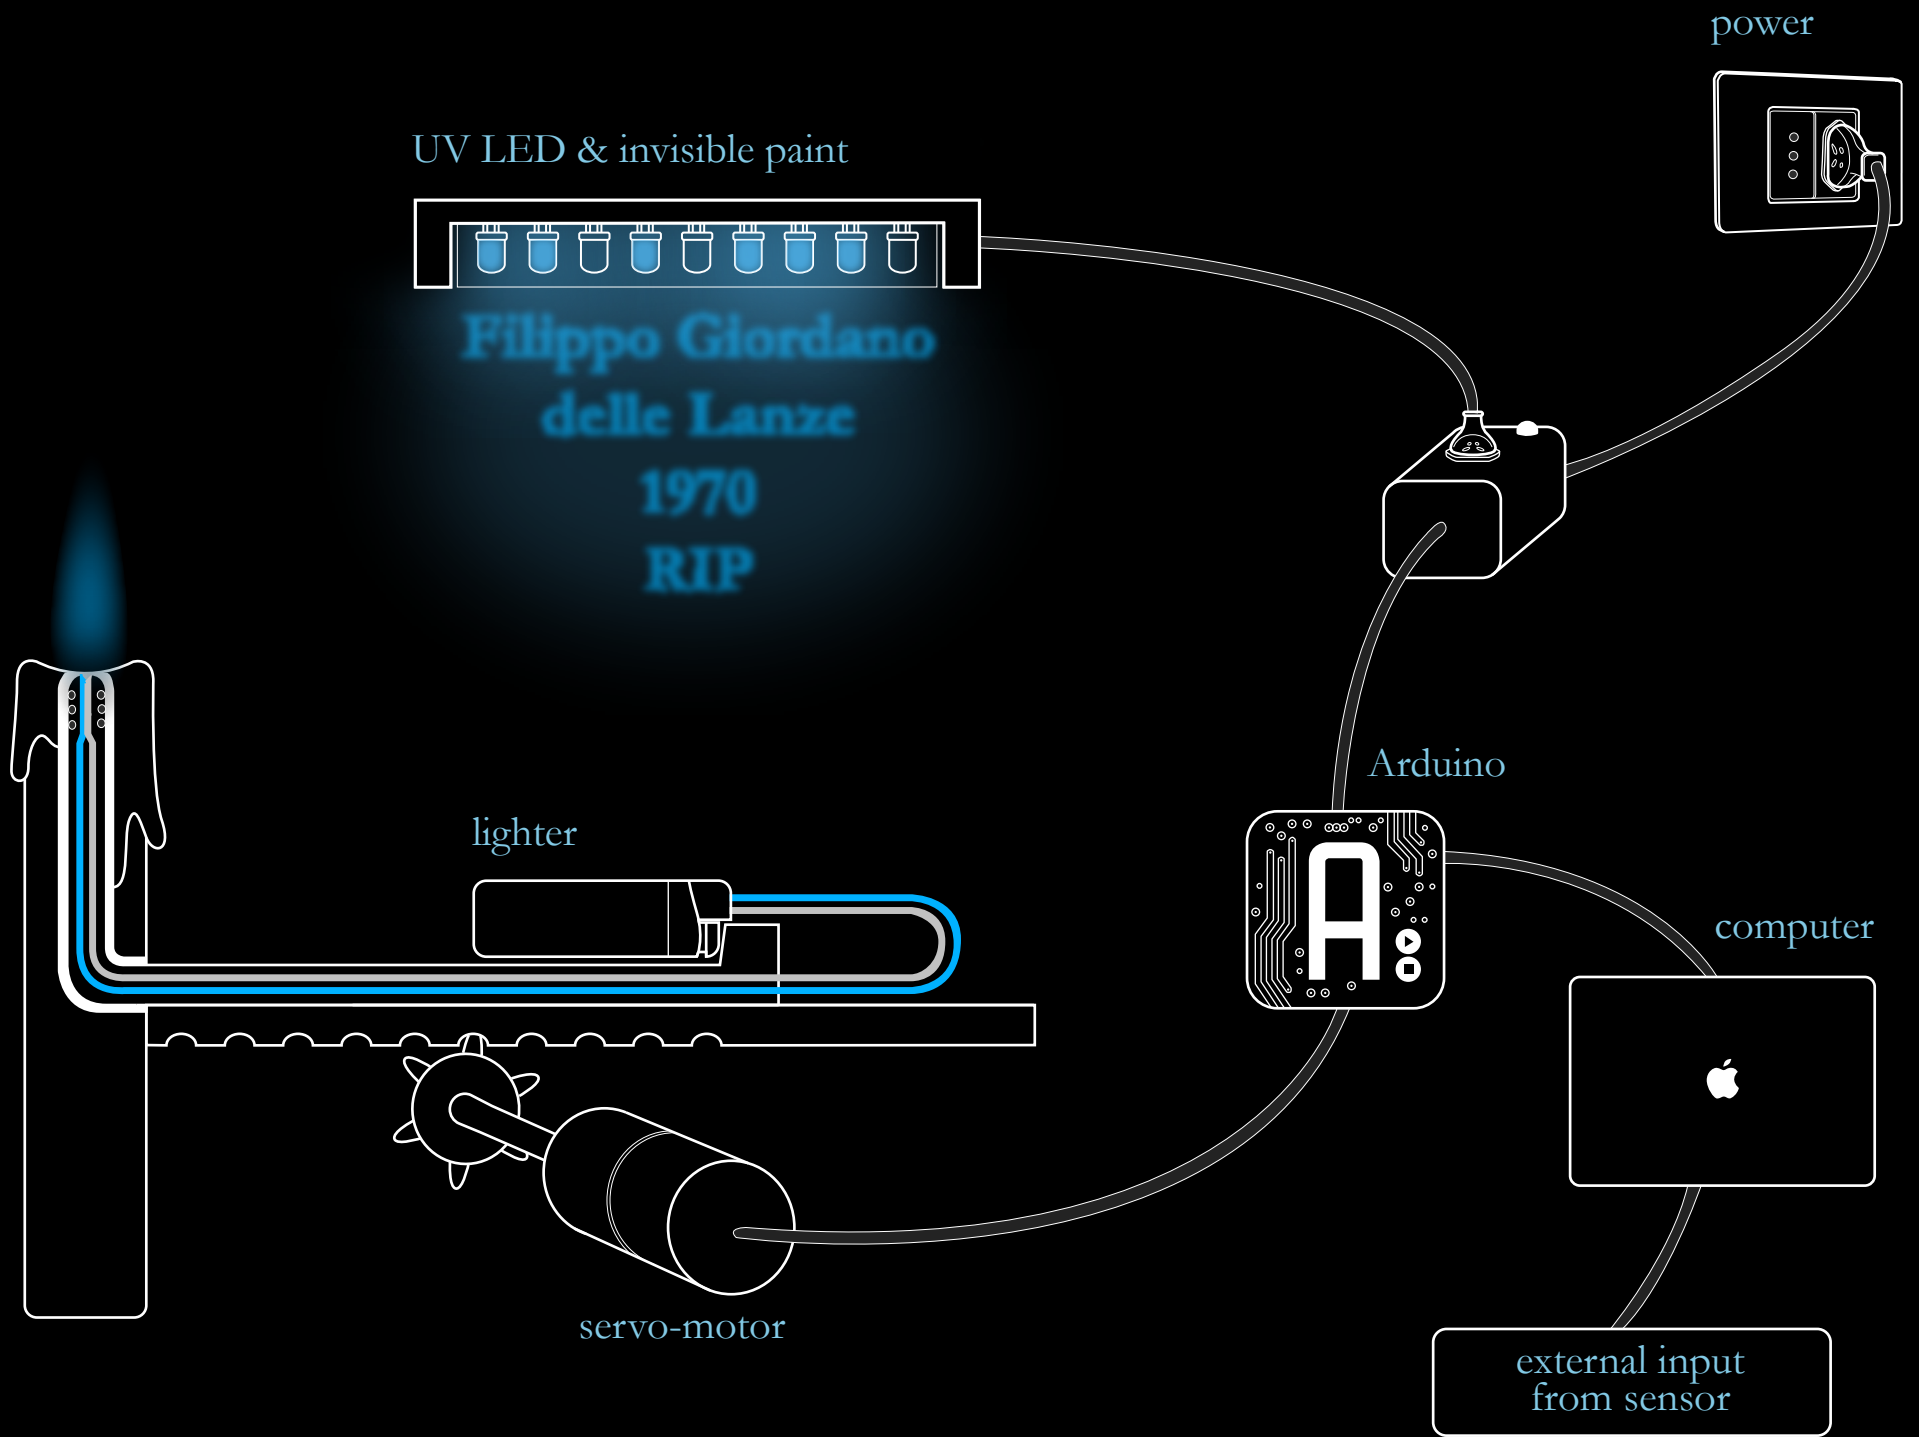 power
UV LED & invisible paint
Filippo Giordano
delle Lanze
1970
RIP
Arduino
lighter
computer
servo-motor
external input
from sensor